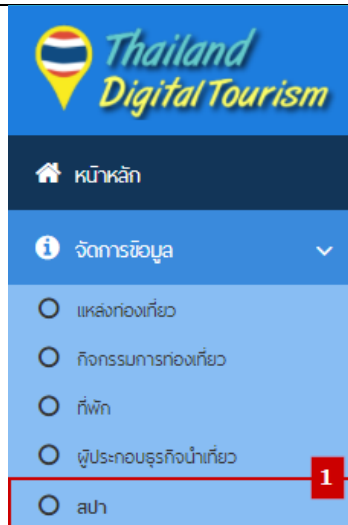 Thailand
Digital Tourism
หน้าหลัก
จัดการข้อมูล
แหล่งท่องเที่ยว
กิจกรรมการท่องเที่ยว
ที่พัก
ผู้ประกอบธุรกิจนำเที่ยว
1
สปา